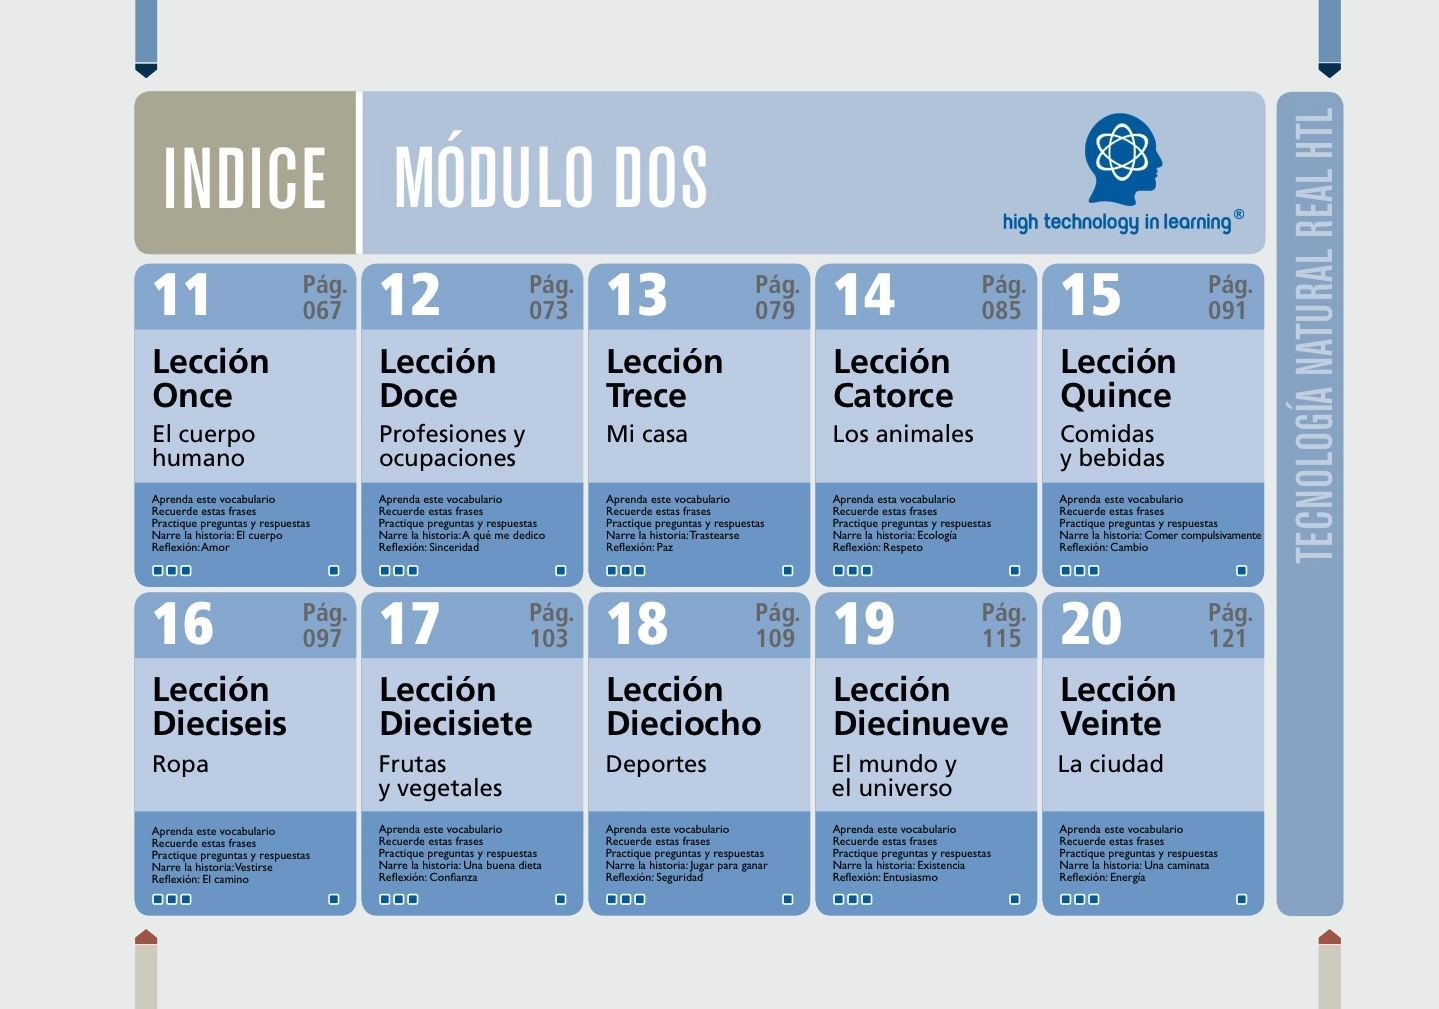 INDICE
MÓDULO DOS
high technology in learning®
TECNOLOGÍA NATURAL REAL HTL
11
Pág.
067
Lección
Once
El cuerpo
humano
Aprenda este vocabulario
Recuerde estas frases
Practique preguntas y respuestas
Narre la historia: El cuerpo
Reflexión: Amor
12
Pág.
073
Lección
Doce
Profesiones y
ocupaciones
Aprenda este vocabulario
Recuerde estas frases
Practique preguntas y respuestas
Narre la historia: A qué me dedico
Reflexión: Sinceridad
13
Pág.
079
Lección
Trece
Mi casa
Aprenda este vocabulario
Recuerde estas frases
Practique preguntas y respuestas
Narre la historia: Trastearse
Reflexión: Paz
14
Pág.
085
Lección
Catorce
Los animales
Aprenda esta vocabulario
Recuerde estas frases
Practique preguntas y respuestas
Narre la historia: Ecología
Reflexión: Respeto
15
Pág.
091
Lección
Quince
Comidas
y bebidas
Aprenda este vocabulario
Recuerde estas frases
Practique preguntas y respuestas
Narre la historia: Comer compulsivamente
Reflexión: Cambio
16
Pág.
097
Lección
Dieciseis
Ropa
Aprenda este vocabulario
Recuerde estas frases
Practique preguntas y respuestas
Narre la historia: Vestirse
Reflexión: El camino
17
Pág.
103
Lección
Diecisiete
Frutas
y vegetales
Aprenda este vocabulario
Recuerde estas frases
Practique preguntas y respuestas
Narre la historia: Una buena dieta
Reflexión: Confianza
18
Pág.
109
Lección
Dieciocho
Deportes
Aprenda este vocabulario
Recuerde estas frases
Practique preguntas y respuestas
Narre la historia: Jugar para ganar
Reflexión: Seguridad
19
Pág.
115
Lección
Diecinueve
El mundo y
el universo
Aprenda este vocabulario
Recuerde estas frases
Practique preguntas y respuestas
Narre la historia: Existencia
Reflexión: Entusiasmo
20
Pág.
121
Lección
Veinte
La ciudad
Aprenda este vocabulario
Recuerde estas frases
Practique preguntas y respuestas
Narre la historia: Una caminata
Reflexión: Energía